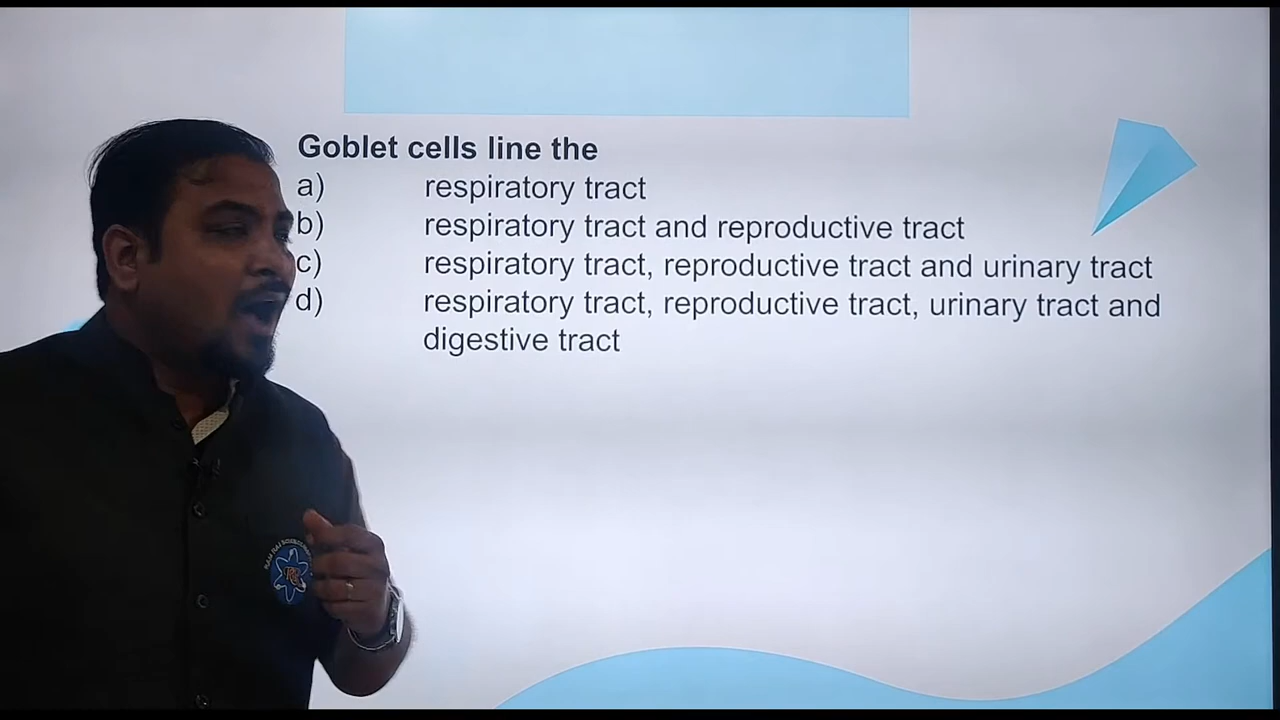 Goblet cells line the
a) respiratory tract
b) respiratory tract and reproductive tract
c) respiratory tract, reproductive tract and urinary tract
d) respiratory tract, reproductive tract, urinary tract and
digestive tract